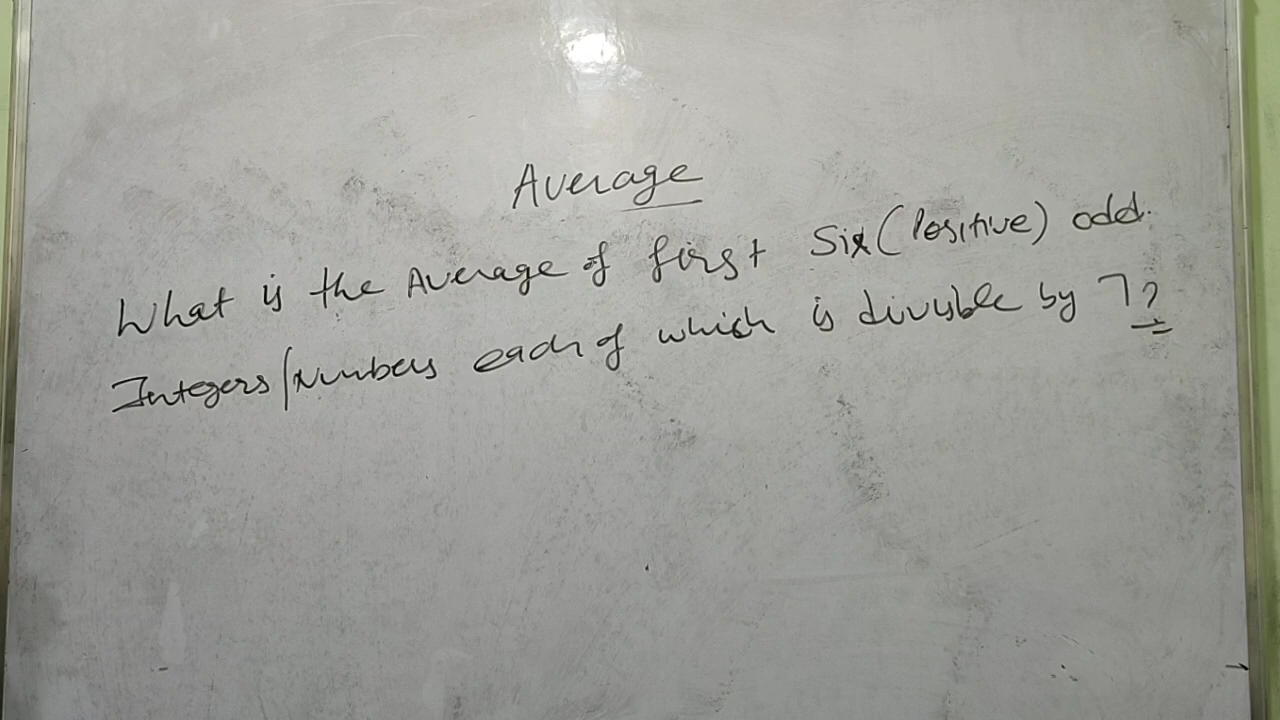 Average
What is the Average of first Six (Positive) odd.
Integers/Numbers each of which is divisible by 7?